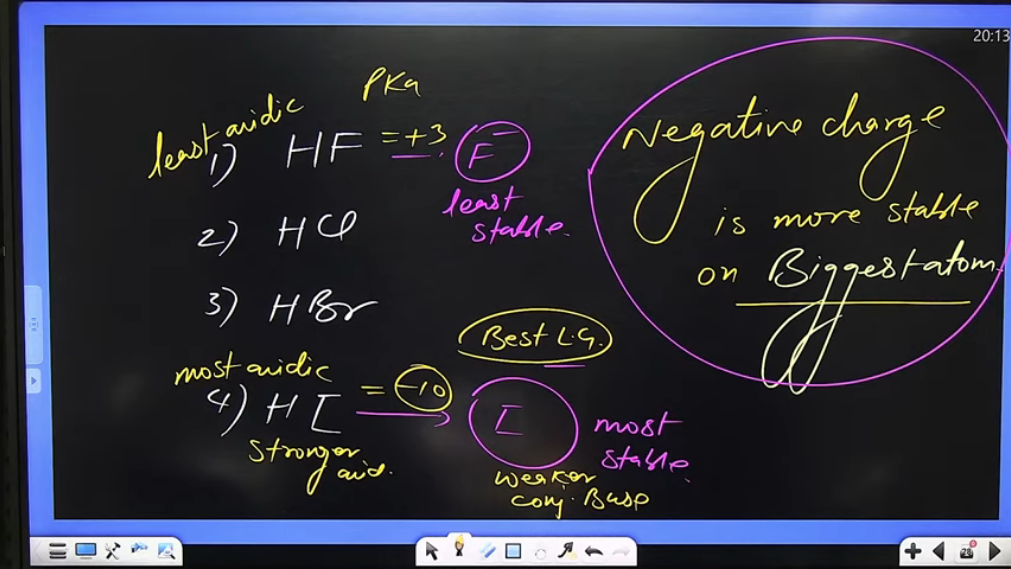 20:13
PKa
least acidic
1) HF = +3 F⁻
least
stable.
2) HCl
3) HBr
Best L.G.
most acidic
4) HI = -10 I
most
stable.
Stronger
acid.
weaker
conj. Base
Negative charge
is more stable
on Biggest atom.
28